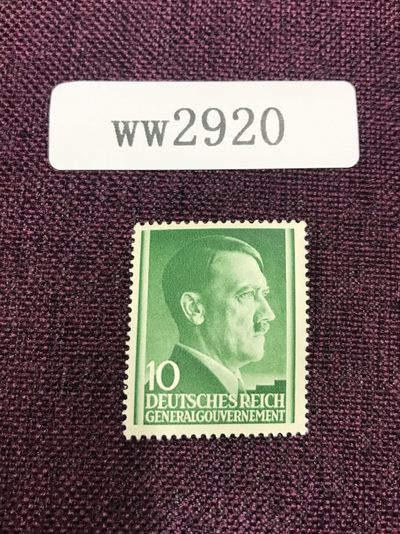 ww2920
10
DEUTSCHES REICH
GENERALGOUVERNEMENT